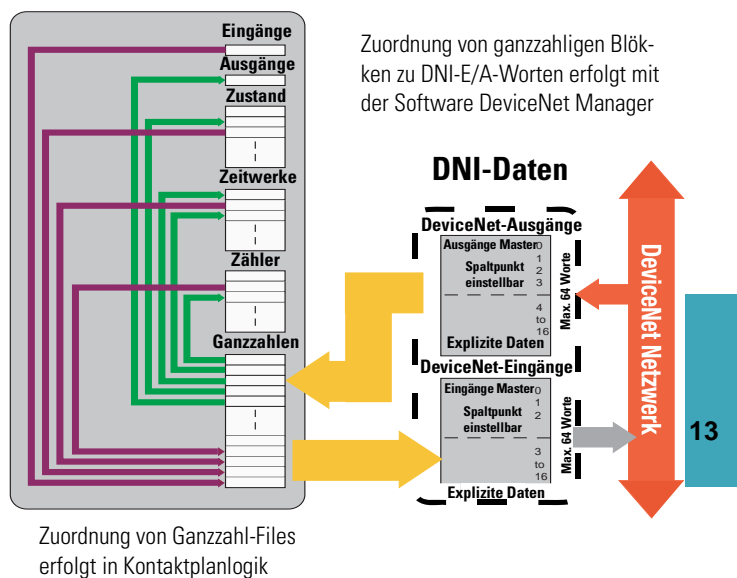 Eingänge
Ausgänge
Zustand
Zeitwerke
Zähler
Ganzzahlen
Zuordnung von Ganzzahl-Files
erfolgt in Kontaktplanlogik
Zuordnung von ganzzahligen Blök-
ken zu DNI-E/A-Worten erfolgt mit
der Software DeviceNet Manager
DNI-Daten
DeviceNet-Ausgänge
Ausgänge Master 0
1
Spaltpunkt 2
einstellbar 3
4
to
16
Explizite Daten
Max. 64 Worte
DeviceNet-Eingänge
Eingänge Master 0
1
Spaltpunkt 2
einstellbar
3
to
16
Explizite Daten
Max. 64 Worte
DeviceNet Netzwerk
13